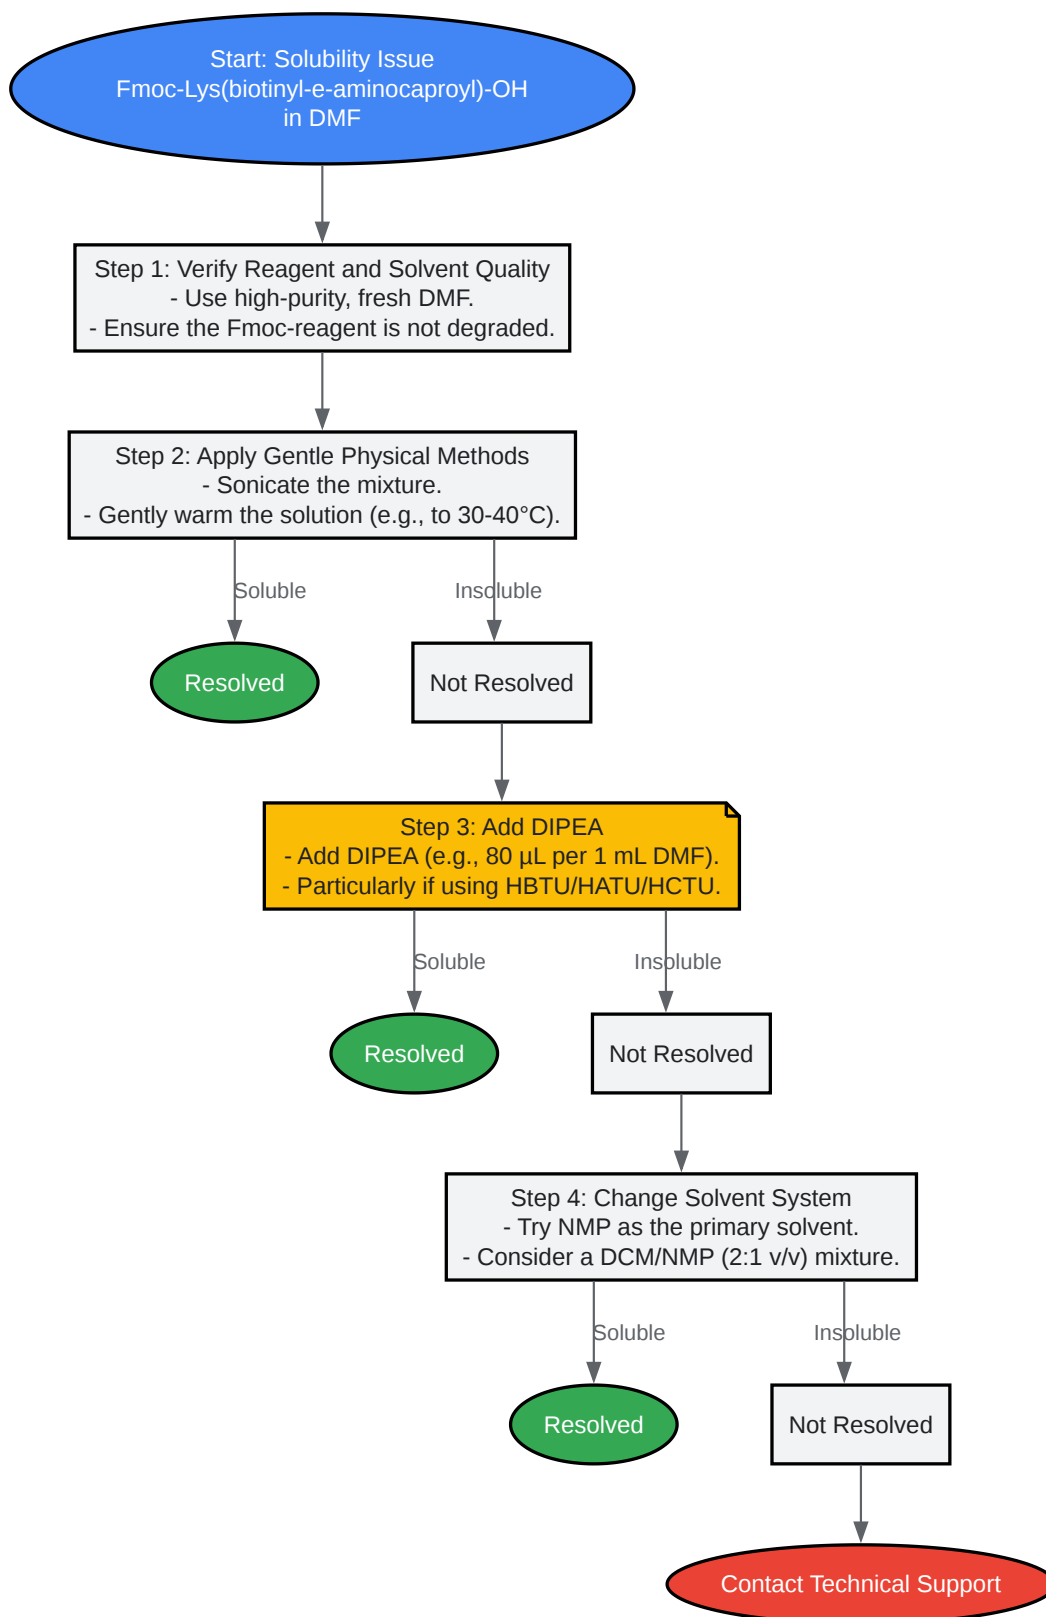 Start: Solubility Issue
Fmoc-Lys(biotinyl-e-aminocaproyl)-OH
in DMF
Step 1: Verify Reagent and Solvent Quality
- Use high-purity, fresh DMF.
- Ensure the Fmoc-reagent is not degraded.
Step 2: Apply Gentle Physical Methods
- Sonicate the mixture.
- Gently warm the solution (e.g., to 30-40°C).
Soluble
Insoluble
Resolved
Not Resolved
Step 3: Add DIPEA
- Add DIPEA (e.g., 80 µL per 1 mL DMF).
- Particularly if using HBTU/HATU/HCTU.
Soluble
Insoluble
Resolved
Not Resolved
Step 4: Change Solvent System
- Try NMP as the primary solvent.
- Consider a DCM/NMP (2:1 v/v) mixture.
Soluble
Insoluble
Resolved
Not Resolved
Contact Technical Support